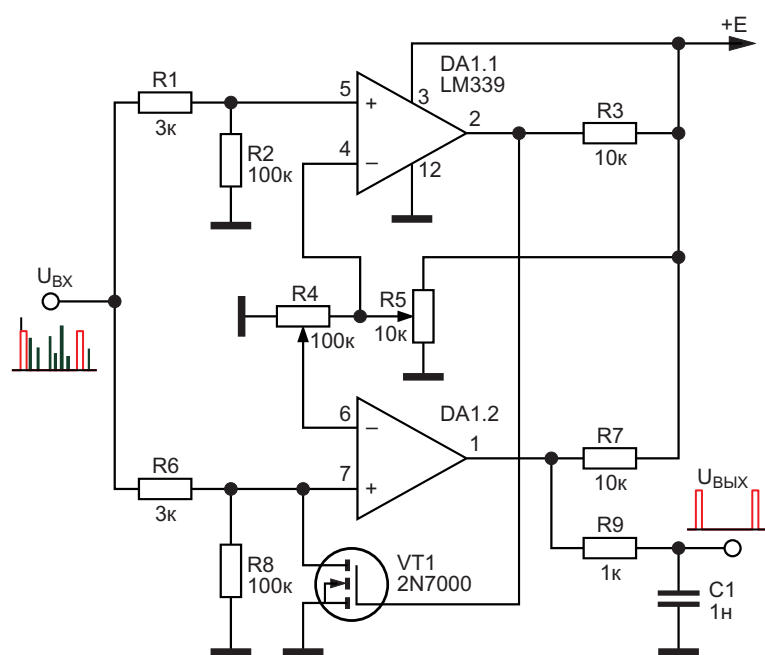 +E
DA1.1
LM339
R1
3к
5
+
3
2
R3
10к
R2
100к
4
–
12
UВХ
R4
100к
R5
10к
6
–
DA1.2
1
R7
10к
UВЫХ
R6
3к
7
+
R9
1к
R8
100к
VT1
2N7000
C1
1н